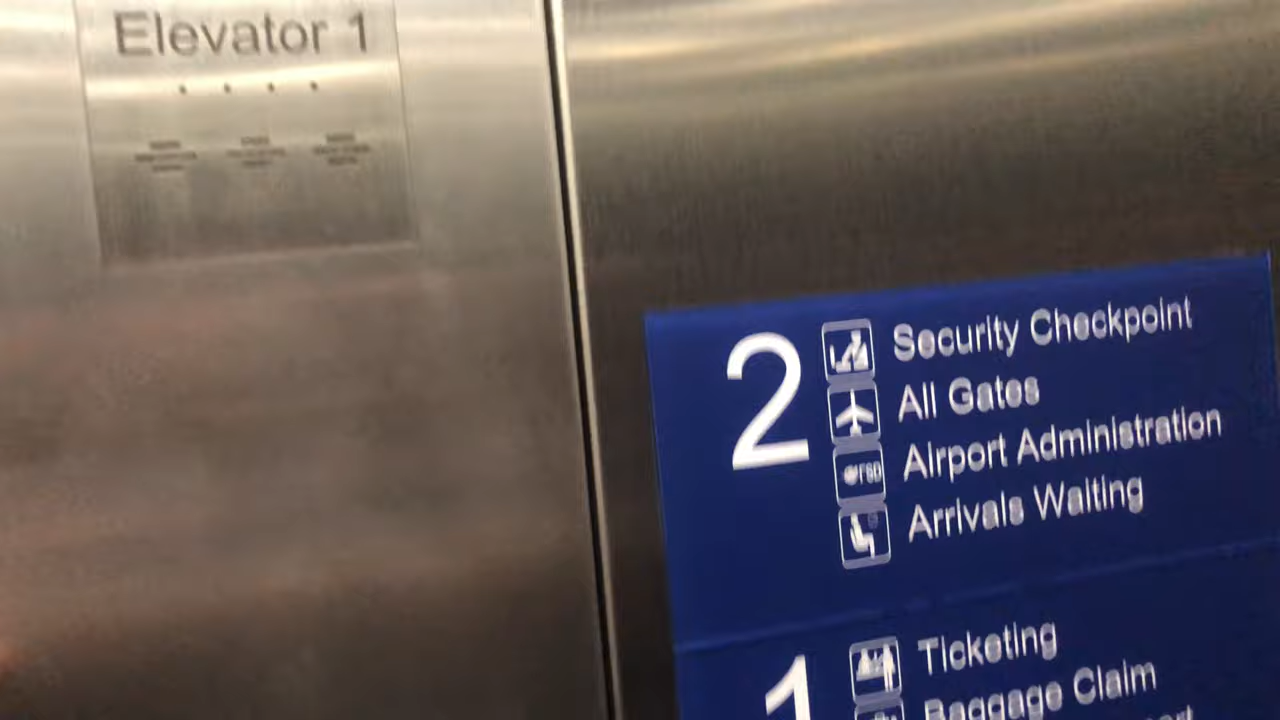 Elevator 1
2
Security Checkpoint
All Gates
Airport Administration
Arrivals Waiting
1
Ticketing
Baggage Claim